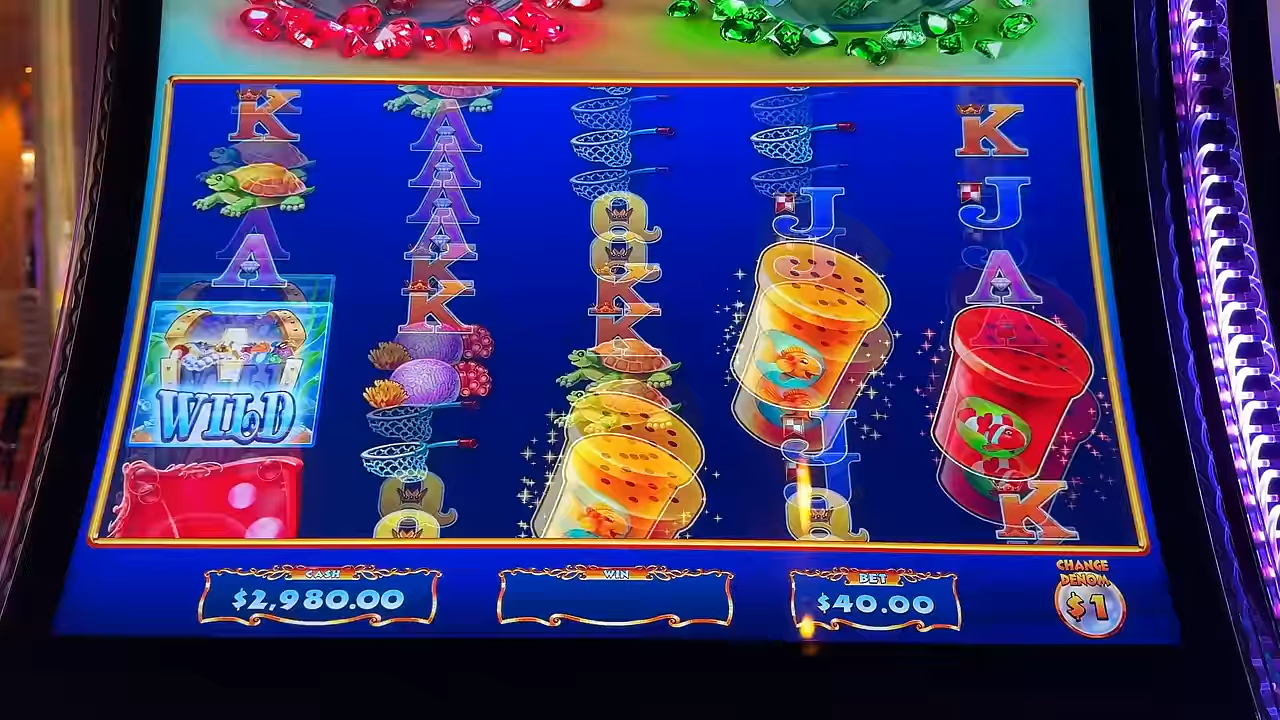 K
K
J
J
Q
A
A
A
A
A
A
Q
K
K
K
K
J
J
J
A
WILD
Q
Q
Q
K
CASH
WIN
BET
CHANGE
DENOM
$2,980.00
$40.00
$1